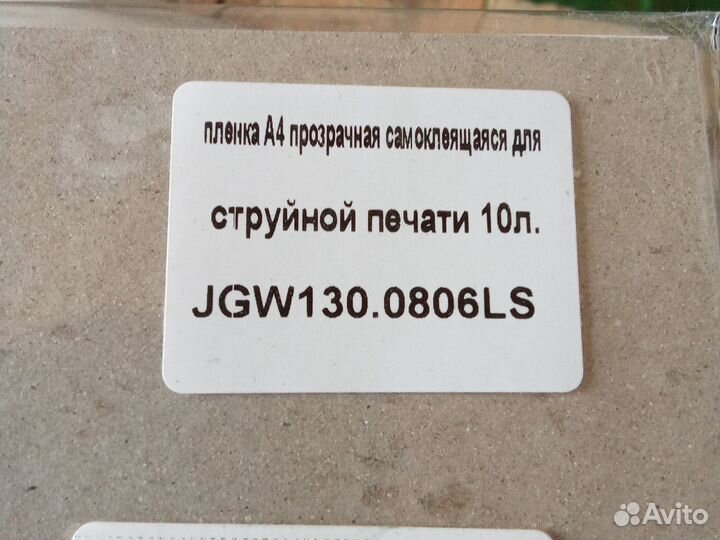 пленка А4 прозрачная самоклеящаяся для
струйной печати 10л.
JGW130.0806LS
Avito